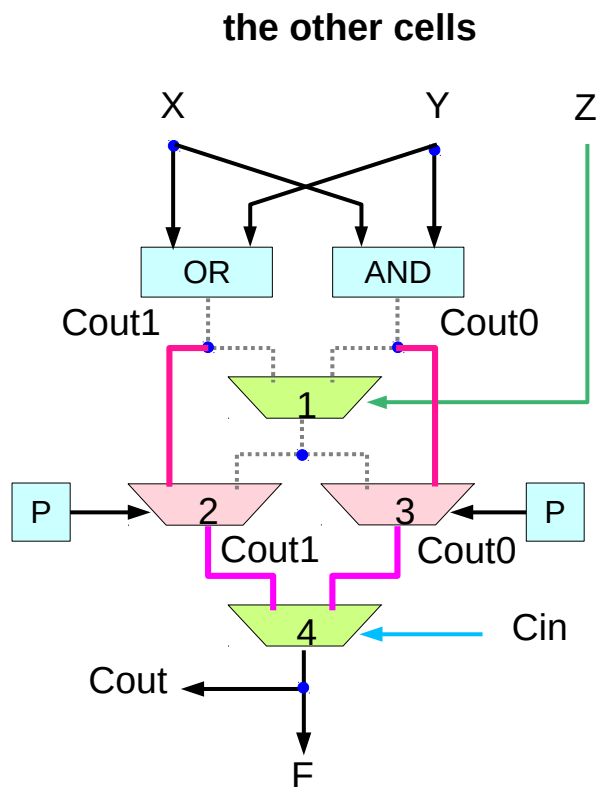 the other cells
X Y Z
OR AND
Cout1 Cout0
1
P 2 3 P
Cout1 Cout0
4 Cin
Cout
F